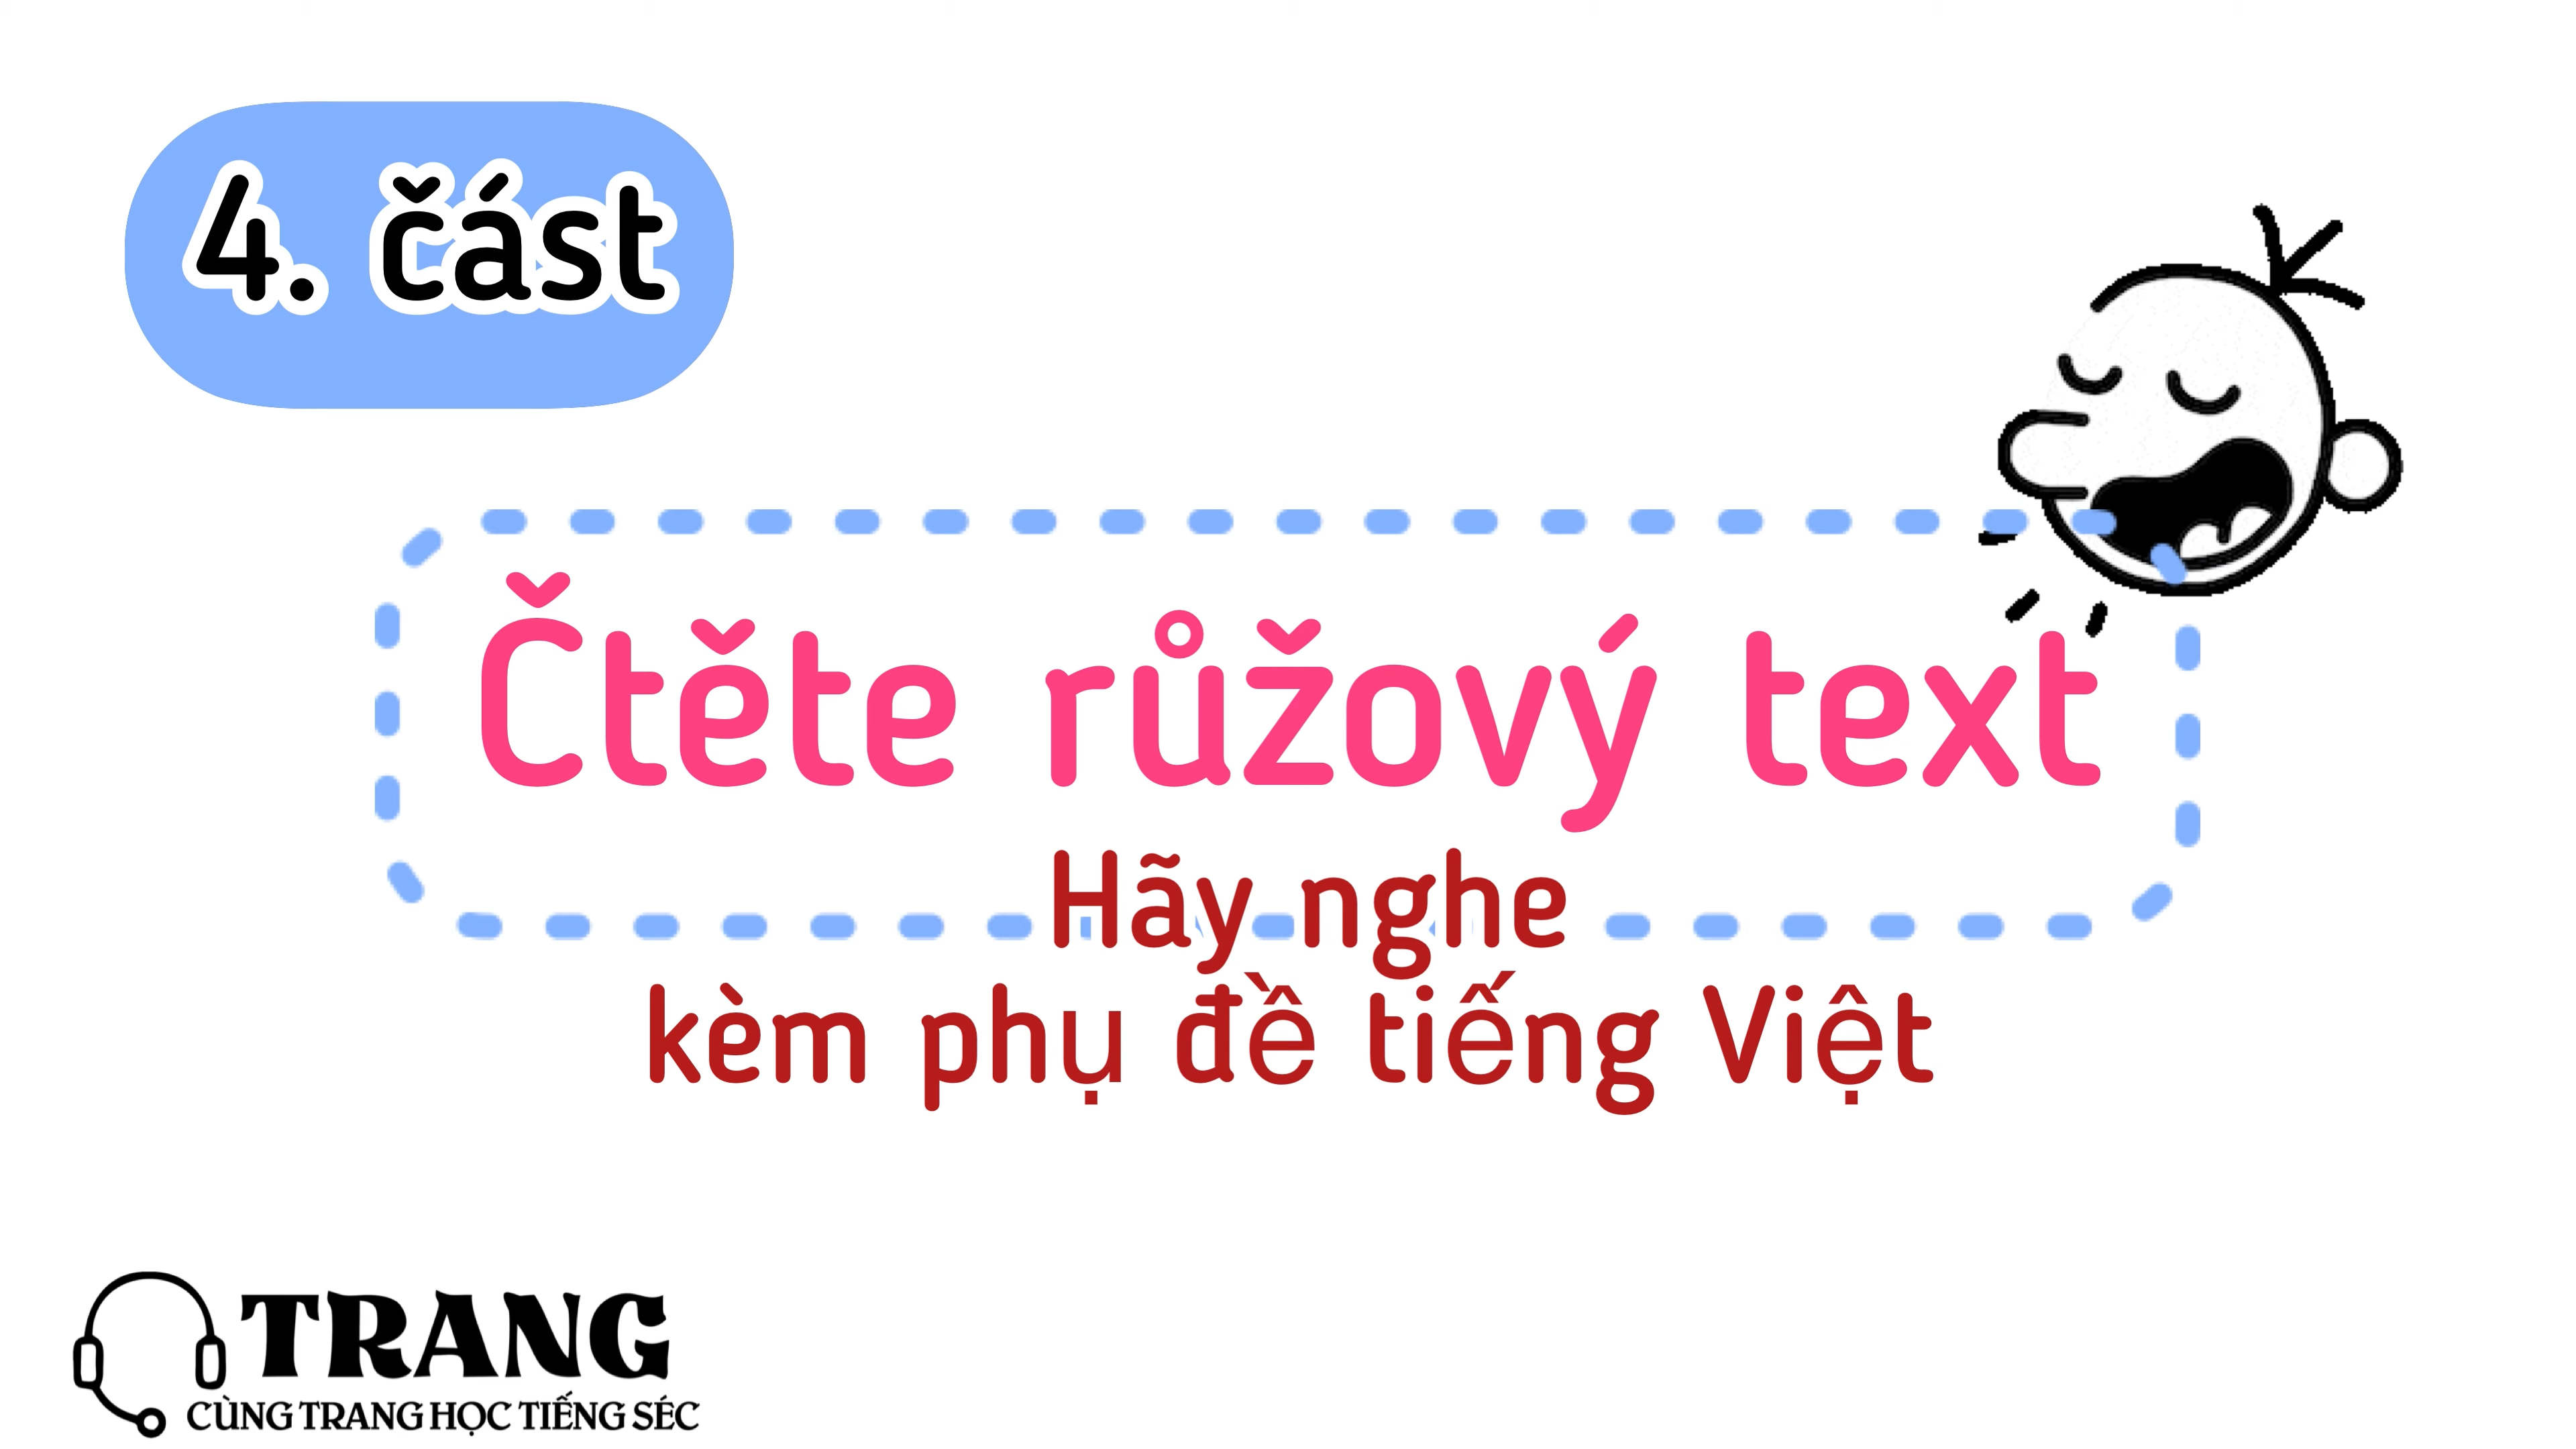 4. část
Čtěte růžový text
Hãy nghe
kèm phụ đề tiếng Việt
TRANG
CÙNG TRANG HỌC TIẾNG SÉC